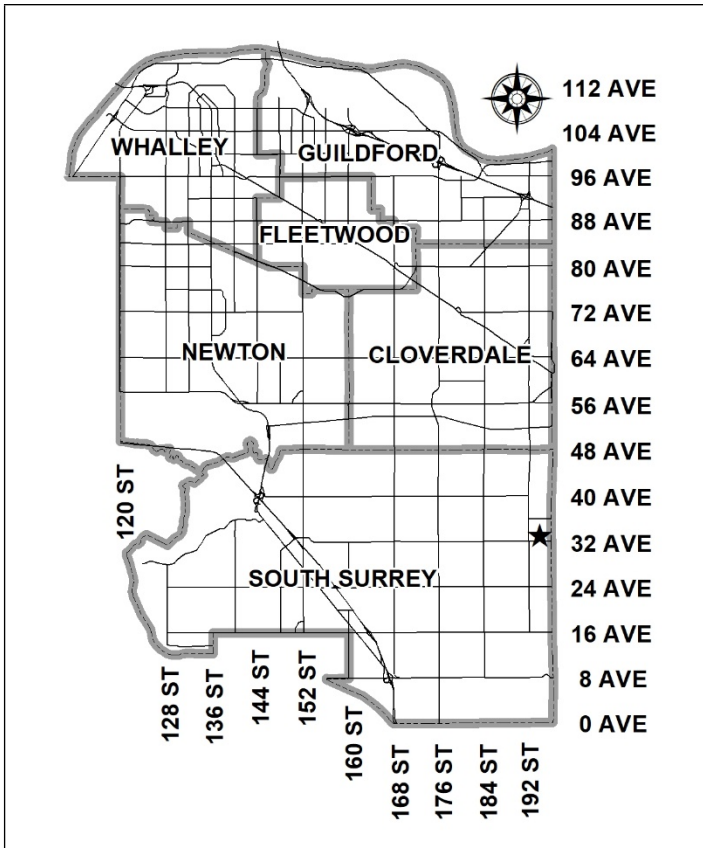 112 AVE
104 AVE
WHALLEY
GUILDFORD
96 AVE
88 AVE
FLEETWOOD
80 AVE
72 AVE
NEWTON
CLOVERDALE
64 AVE
56 AVE
48 AVE
120 ST
40 AVE
32 AVE
SOUTH SURREY
24 AVE
16 AVE
8 AVE
0 AVE
128 ST
136 ST
144 ST
152 ST
160 ST
168 ST
176 ST
184 ST
192 ST